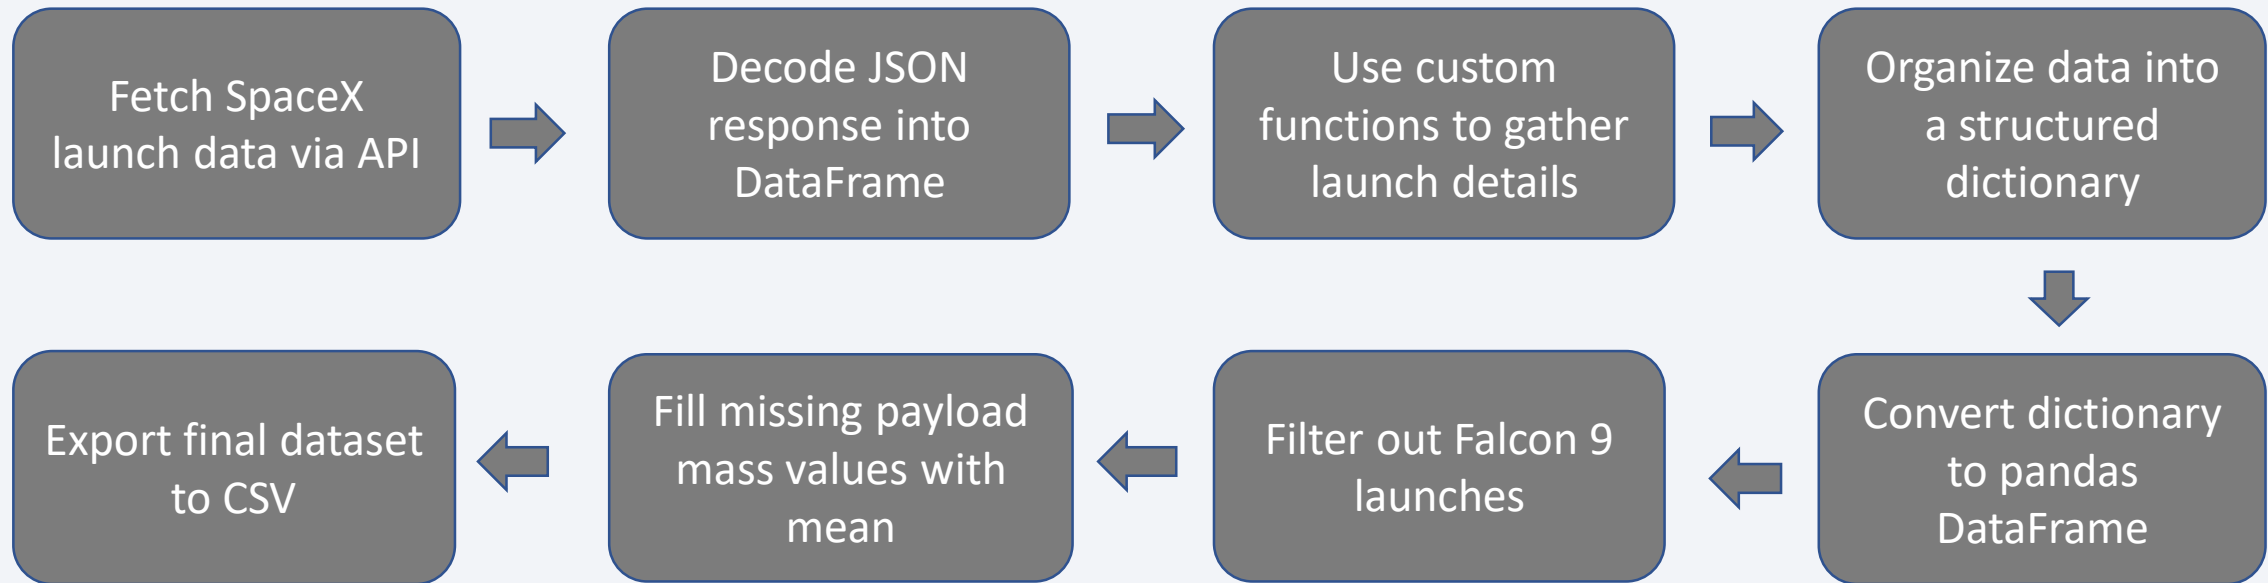 Fetch SpaceX
launch data via API
Decode JSON
response into
DataFrame
Use custom
functions to gather
launch details
Organize data into
a structured
dictionary
Convert dictionary
to pandas
DataFrame
Filter out Falcon 9
launches
Fill missing payload
mass values with
mean
Export final dataset
to CSV